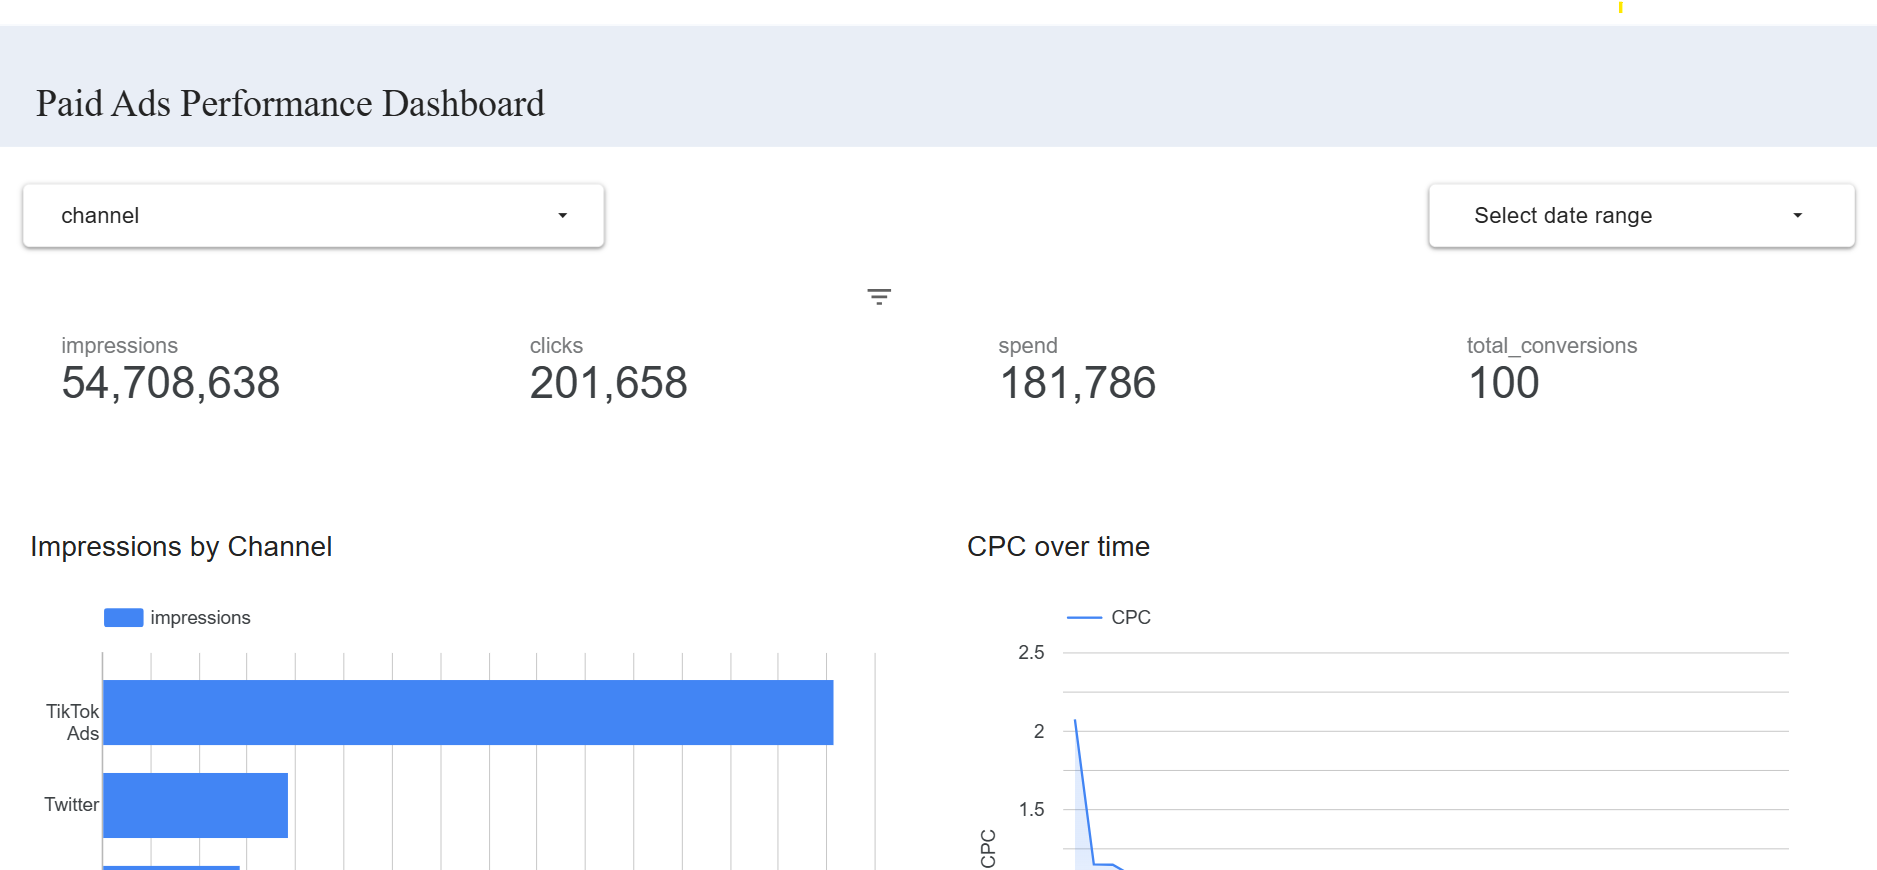 Paid Ads Performance Dashboard
channel
Select date range
impressions
54,708,638
clicks
201,658
spend
181,786
total_conversions
100
Impressions by Channel
impressions
TikTok
Ads
Twitter
CPC over time
CPC
2.5
2
1.5
CPC